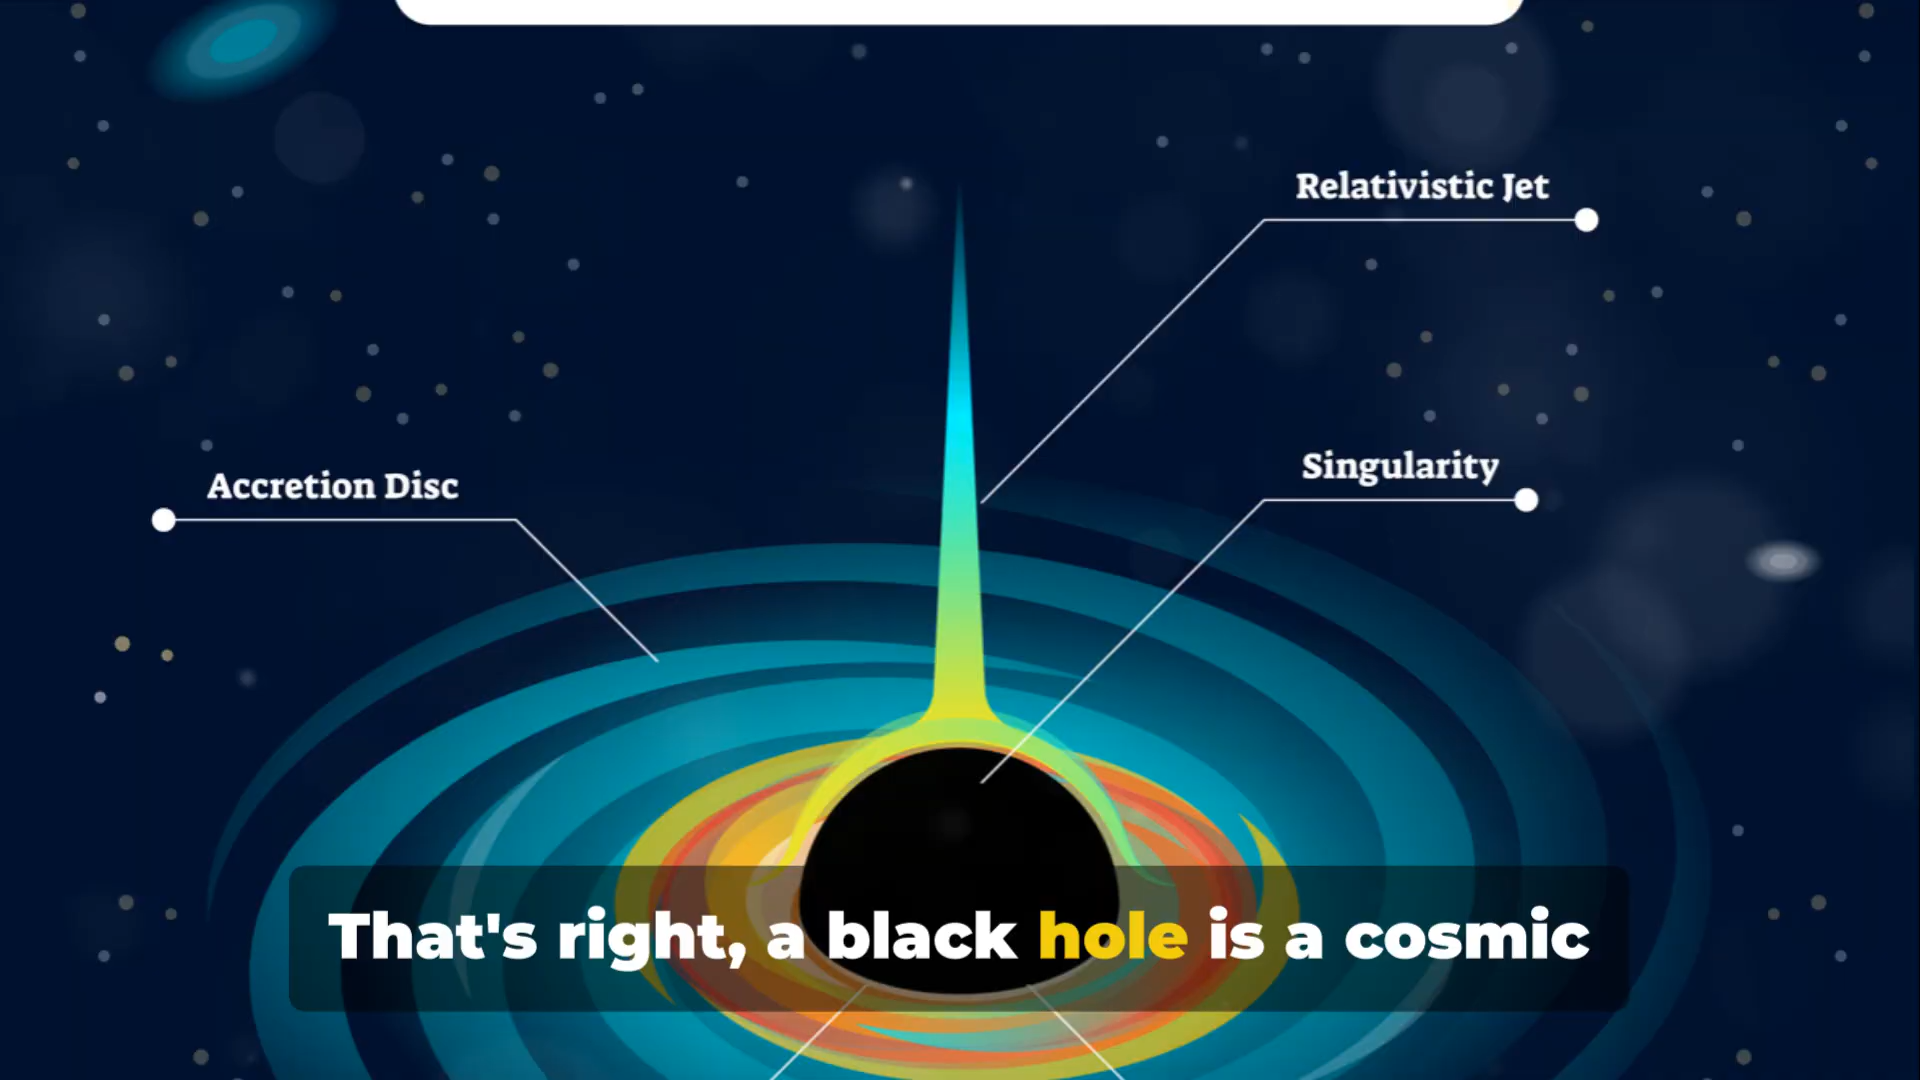 Relativistic Jet
Singularity
Accretion Disc
That's right, a black hole is a cosmic